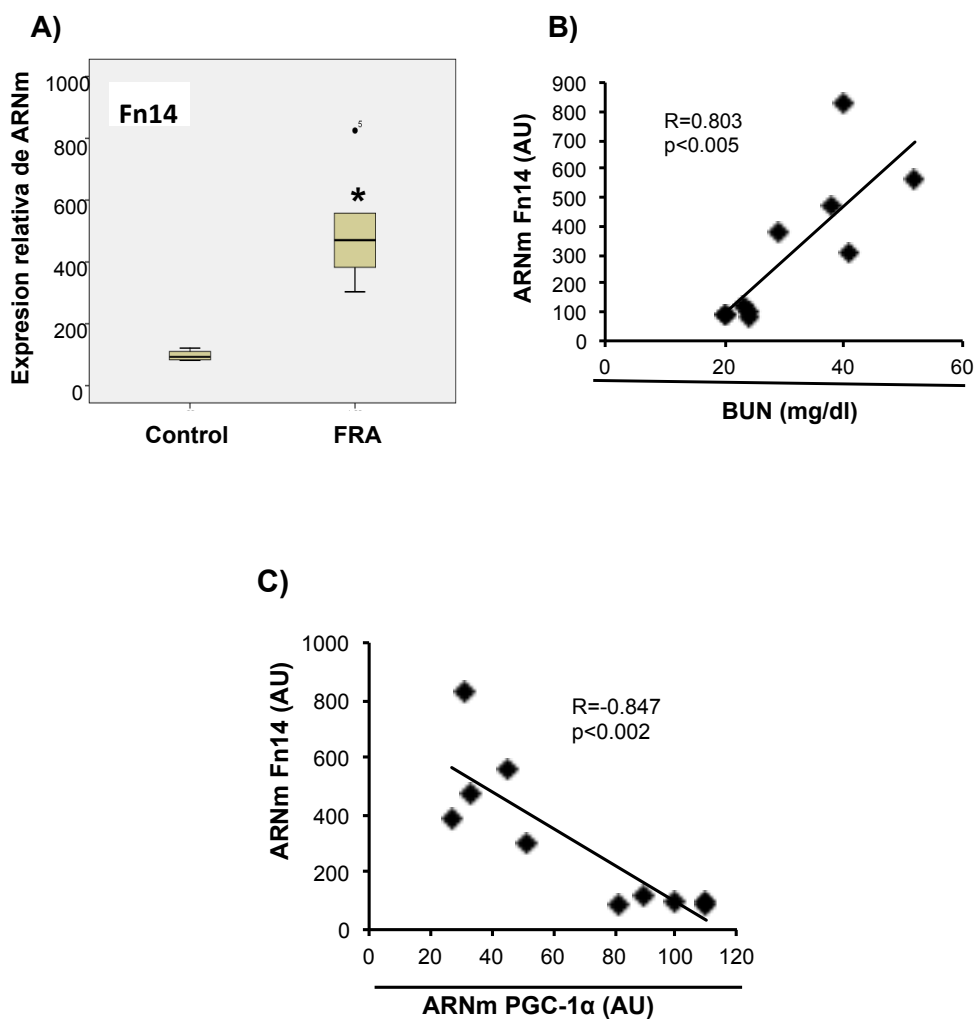 A)
Expresion relativa de ARNm
1000
800
600
400
200
0
Fn14
5
*
Control
FRA
B)
ARNm Fn14 (AU)
900
800
700
600
500
400
300
200
100
0
R=0.803
p<0.005
0
20
40
60
BUN (mg/dl)
C)
ARNm Fn14 (AU)
1000
800
600
400
200
0
R=-0.847
p<0.002
0
20
40
60
80
100
120
ARNm PGC-1α (AU)